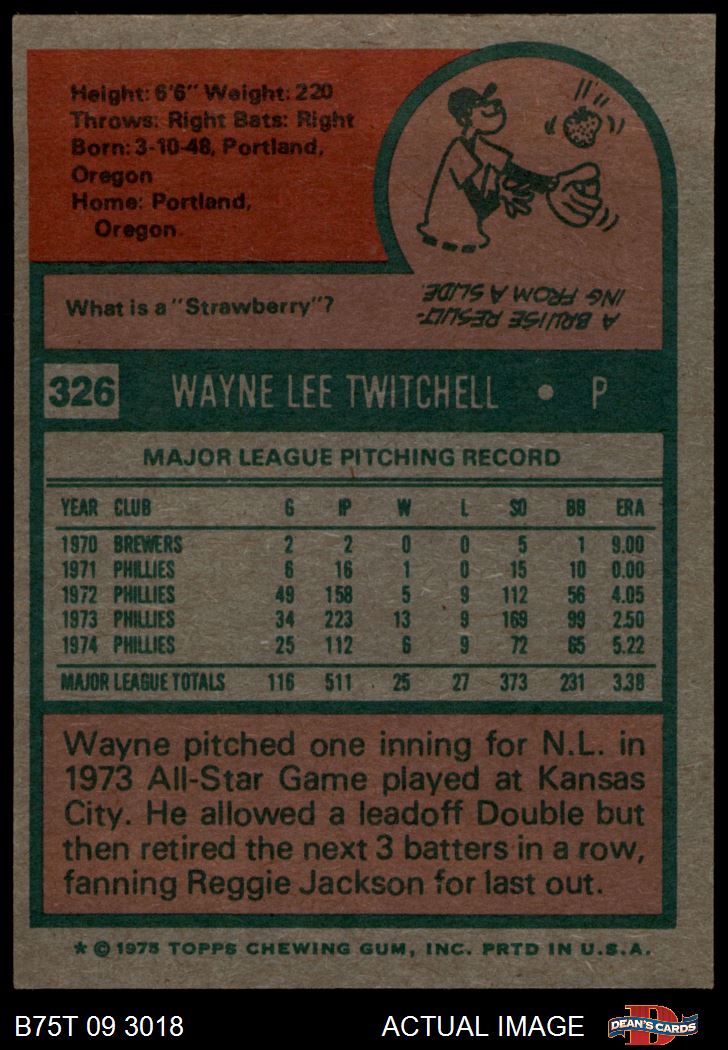 Height: 6'6" Weight: 220
Throws: Right Bats: Right
Born: 3-10-48, Portland,
Oregon
Home: Portland,
Oregon
What is a "Strawberry"?
A BRUISE RESULT-
ING FROM A SLIDE.
326 WAYNE LEE TWITCHELL • P
MAJOR LEAGUE PITCHING RECORD
YEAR CLUB G IP W L SO BB ERA
1970 BREWERS 2 2 0 0 5 1 9.00
1971 PHILLIES 6 16 1 0 15 10 0.00
1972 PHILLIES 49 158 5 9 112 56 4.05
1973 PHILLIES 34 223 13 9 169 99 2.50
1974 PHILLIES 25 112 6 9 72 65 5.22
MAJOR LEAGUE TOTALS 116 511 25 27 373 231 3.38
Wayne pitched one inning for N.L. in
1973 All-Star Game played at Kansas
City. He allowed a leadoff Double but
then retired the next 3 batters in a row,
fanning Reggie Jackson for last out.
* © 1975 TOPPS CHEWING GUM, INC. PRTD IN U.S.A.
B75T 09 3018 ACTUAL IMAGE D DEAN'S CARDS